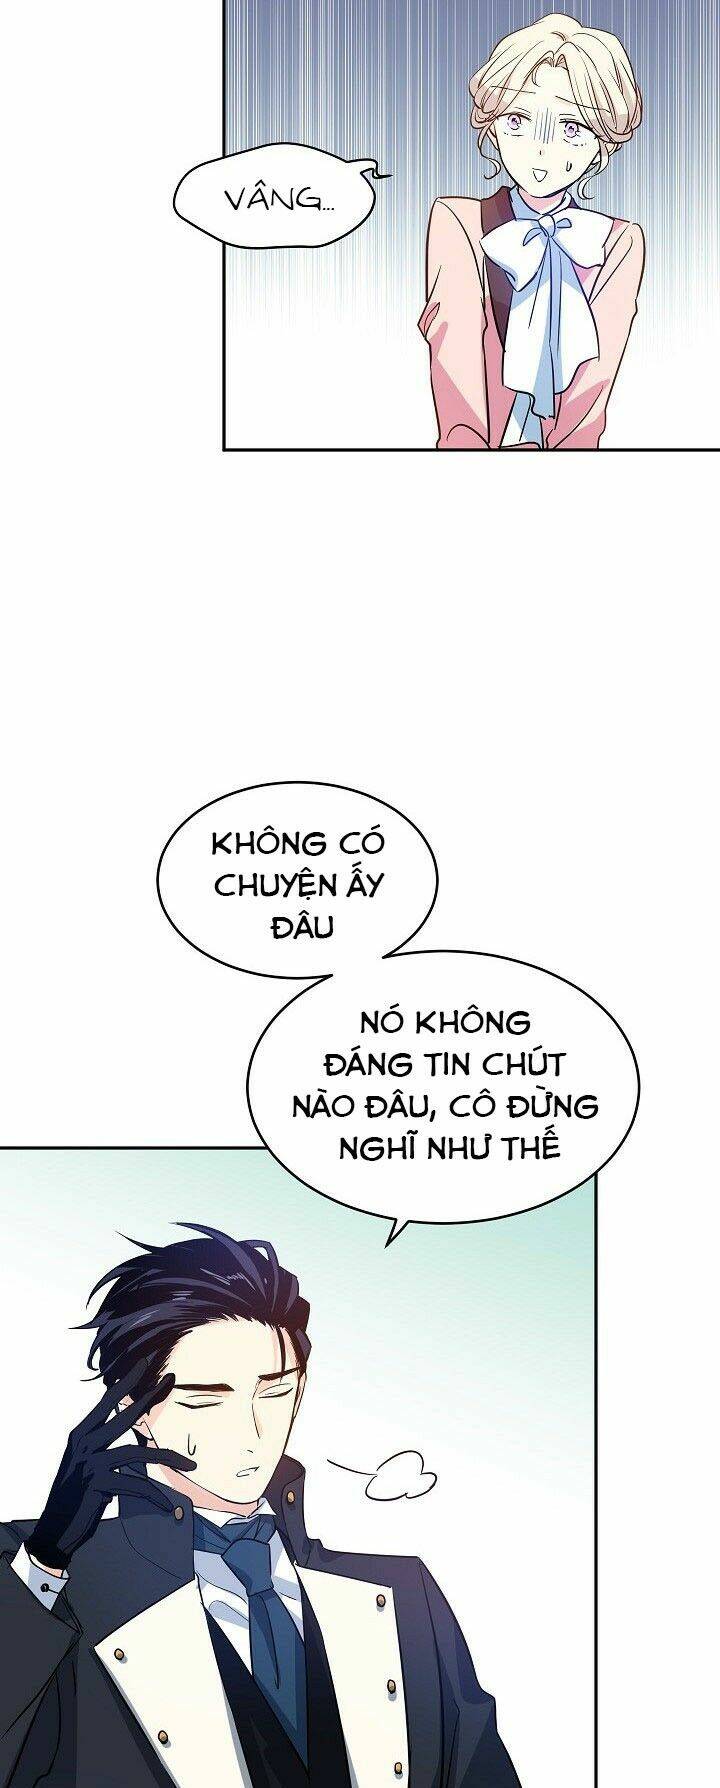 VÂNG...
KHÔNG CÓ
CHUYỆN ẤY
ĐÂU
NÓ KHÔNG
ĐÁNG TIN CHÚT
NÀO ĐÂU, CÔ ĐỪNG
NGHĨ NHƯ THẾ